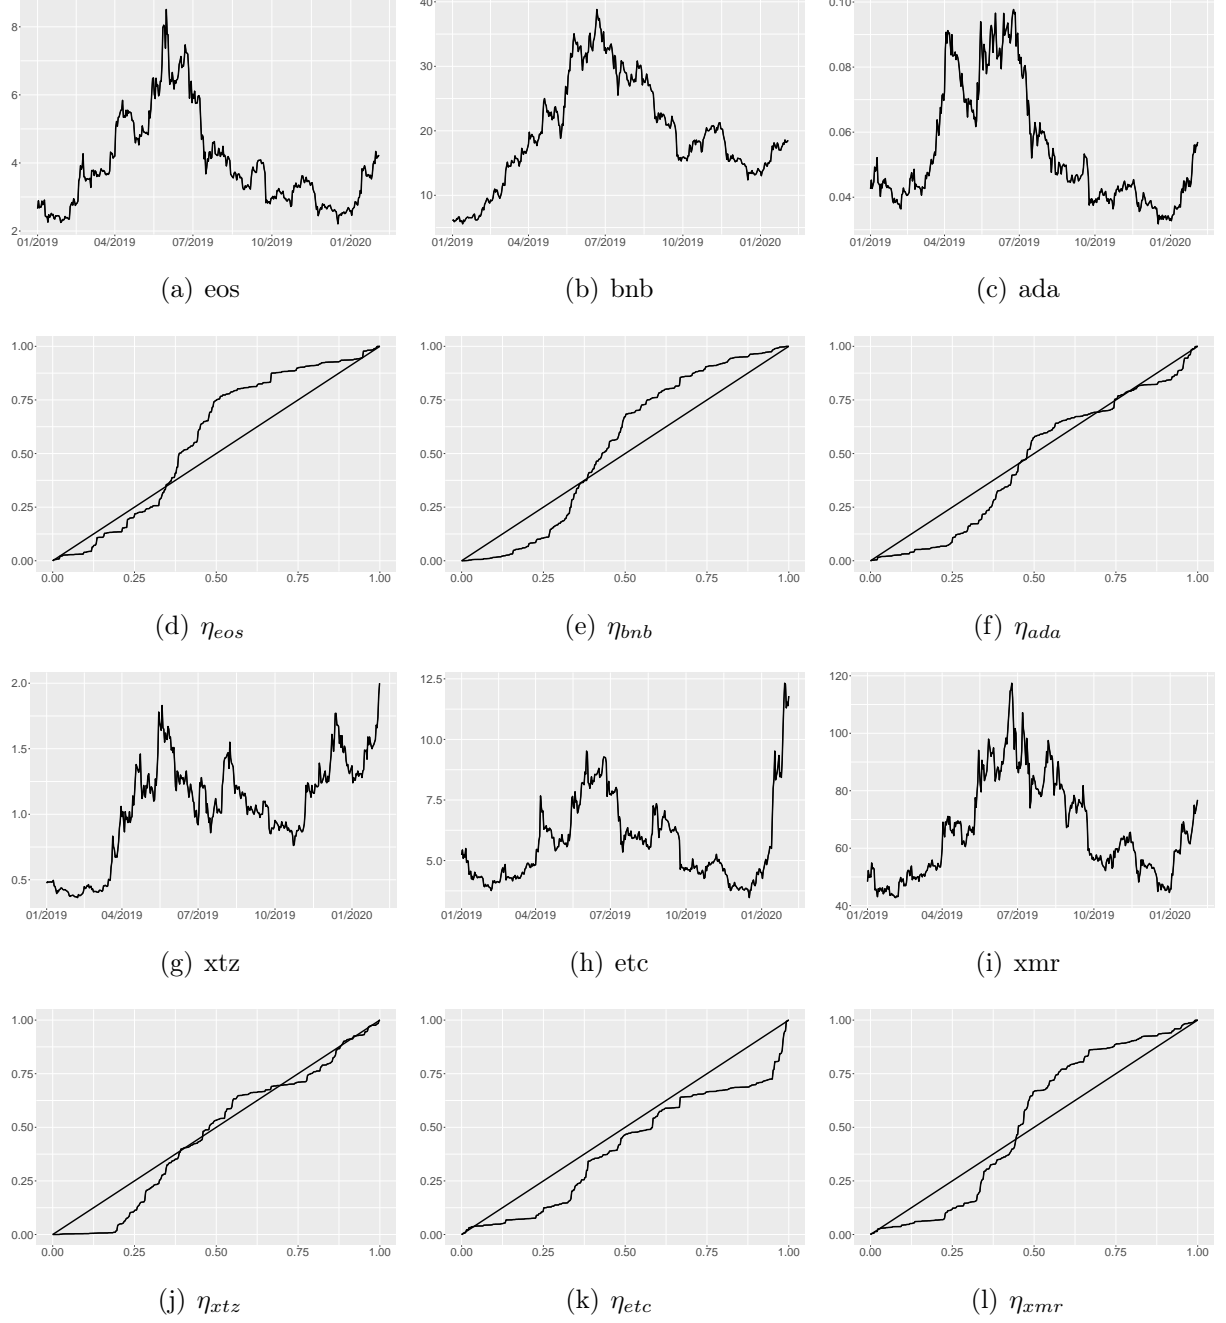 8
6
4
2
01/2019 04/2019 07/2019 10/2019 01/2020
(a) eos
40
30
20
10
01/2019 04/2019 07/2019 10/2019 01/2020
(b) bnb
0.10
0.08
0.06
0.04
01/2019 04/2019 07/2019 10/2019 01/2020
(c) ada
1.00
0.75
0.50
0.25
0.00
0.00 0.25 0.50 0.75 1.00
(d) η_eos
1.00
0.75
0.50
0.25
0.00
0.00 0.25 0.50 0.75 1.00
(e) η_bnb
1.00
0.75
0.50
0.25
0.00
0.00 0.25 0.50 0.75 1.00
(f) η_ada
2.0
1.5
1.0
0.5
01/2019 04/2019 07/2019 10/2019 01/2020
(g) xtz
12.5
10.0
7.5
5.0
01/2019 04/2019 07/2019 10/2019 01/2020
(h) etc
120
100
80
60
40
01/2019 04/2019 07/2019 10/2019 01/2020
(i) xmr
1.00
0.75
0.50
0.25
0.00
0.00 0.25 0.50 0.75 1.00
(j) η_xtz
1.00
0.75
0.50
0.25
0.00
0.00 0.25 0.50 0.75 1.00
(k) η_etc
1.00
0.75
0.50
0.25
0.00
0.00 0.25 0.50 0.75 1.00
(l) η_xmr